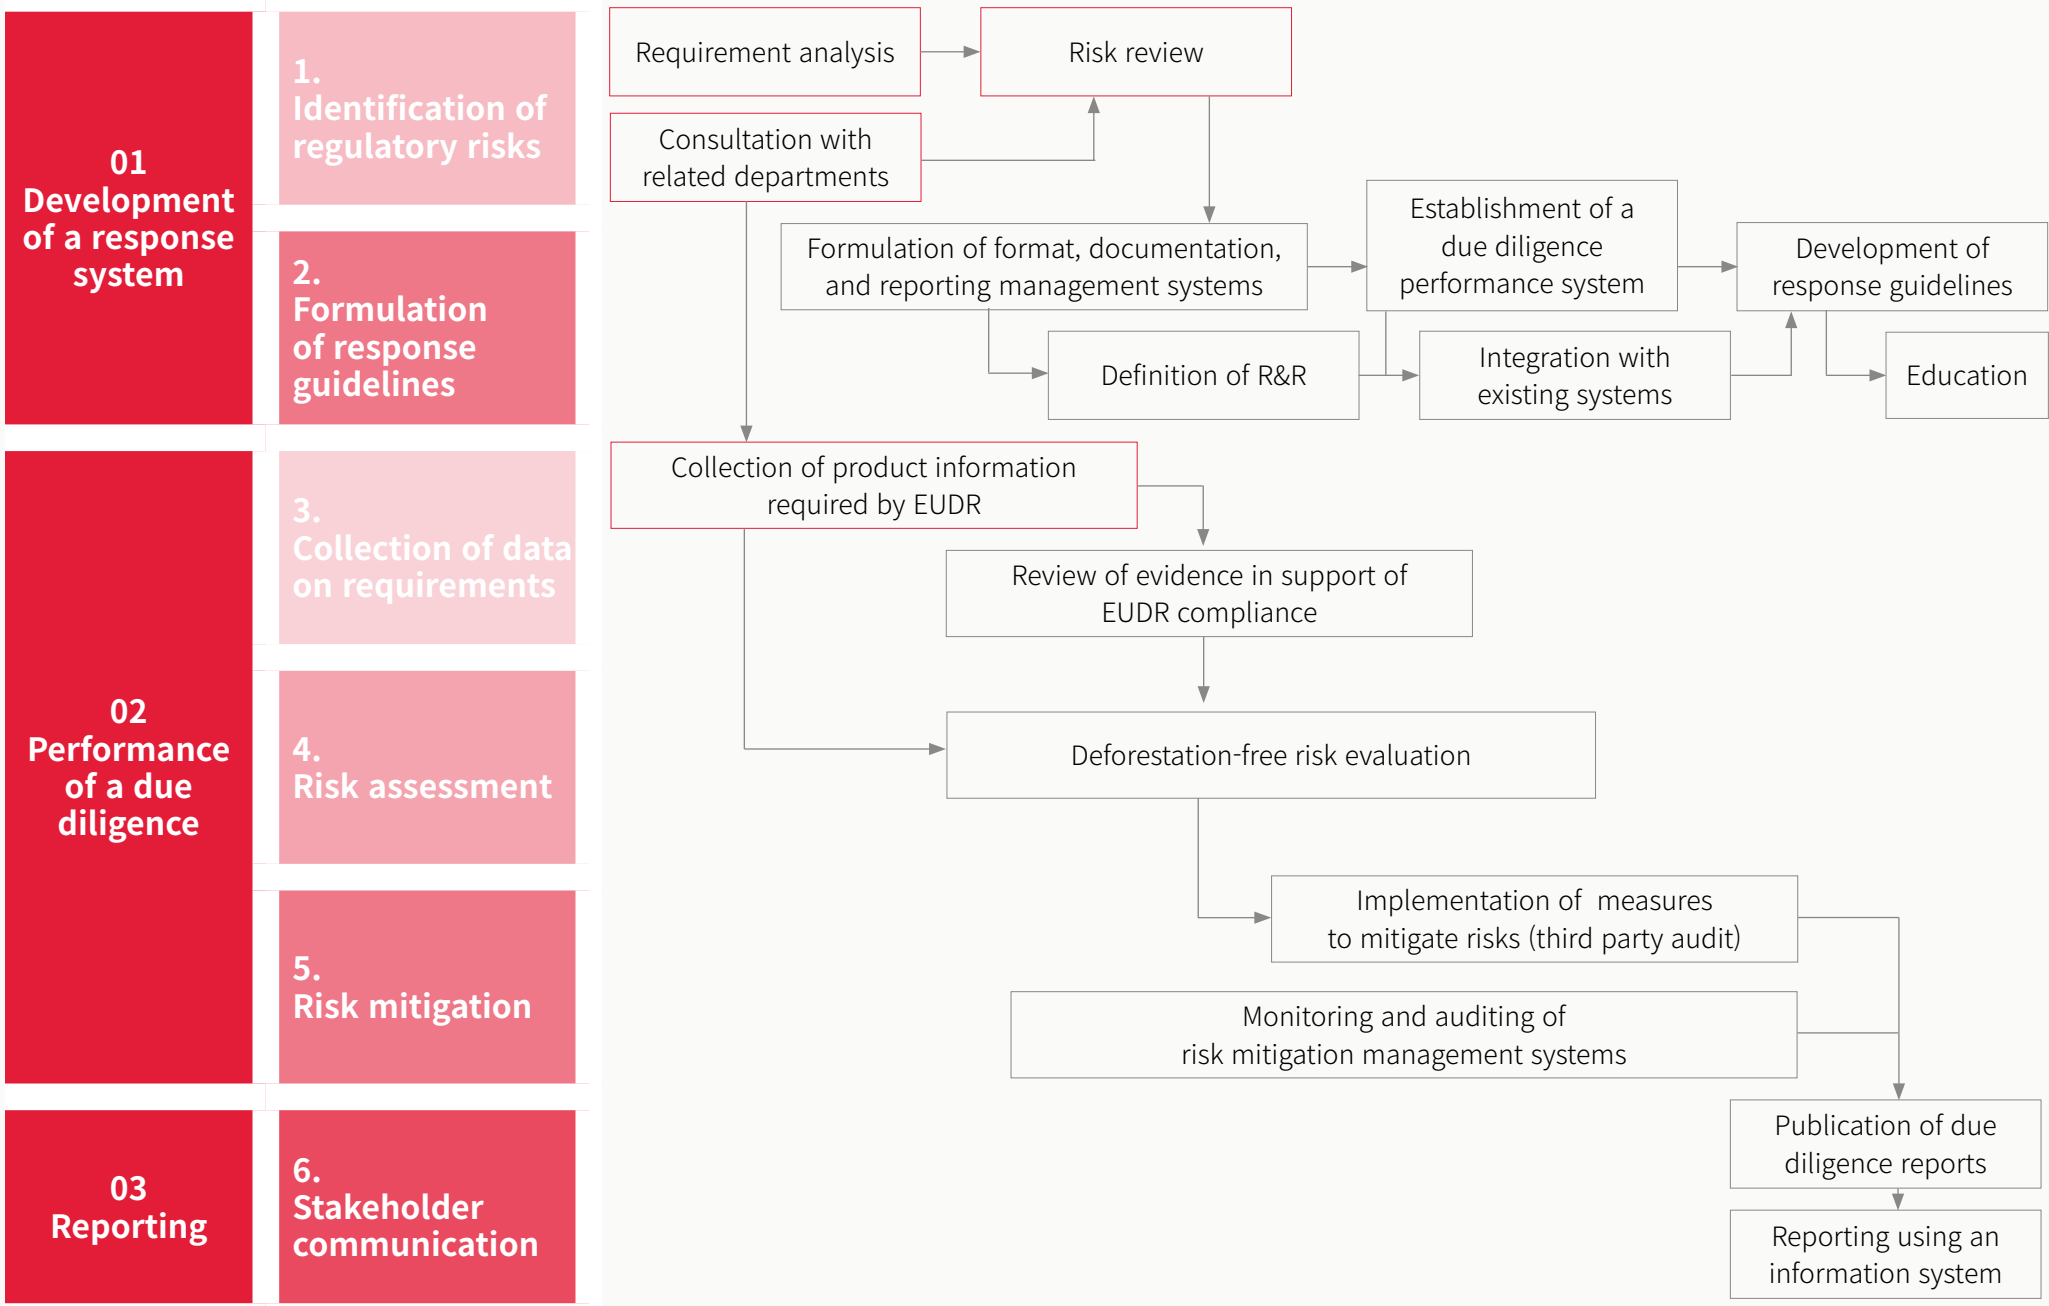 01
Development
of a response
system
1.
Identification of
regulatory risks
2.
Formulation
of response
guidelines
Requirement analysis
Risk review
Consultation with
related departments
Formulation of format, documentation,
and reporting management systems
Establishment of a
due diligence
performance system
Development of
response guidelines
Definition of R&R
Integration with
existing systems
Education
02
Performance
of a due
diligence
3.
Collection of data
on requirements
4.
Risk assessment
5.
Risk mitigation
Collection of product information
required by EUDR
Review of evidence in support of
EUDR compliance
Deforestation-free risk evaluation
Implementation of measures
to mitigate risks (third party audit)
Monitoring and auditing of
risk mitigation management systems
03
Reporting
6.
Stakeholder
communication
Publication of due
diligence reports
Reporting using an
information system